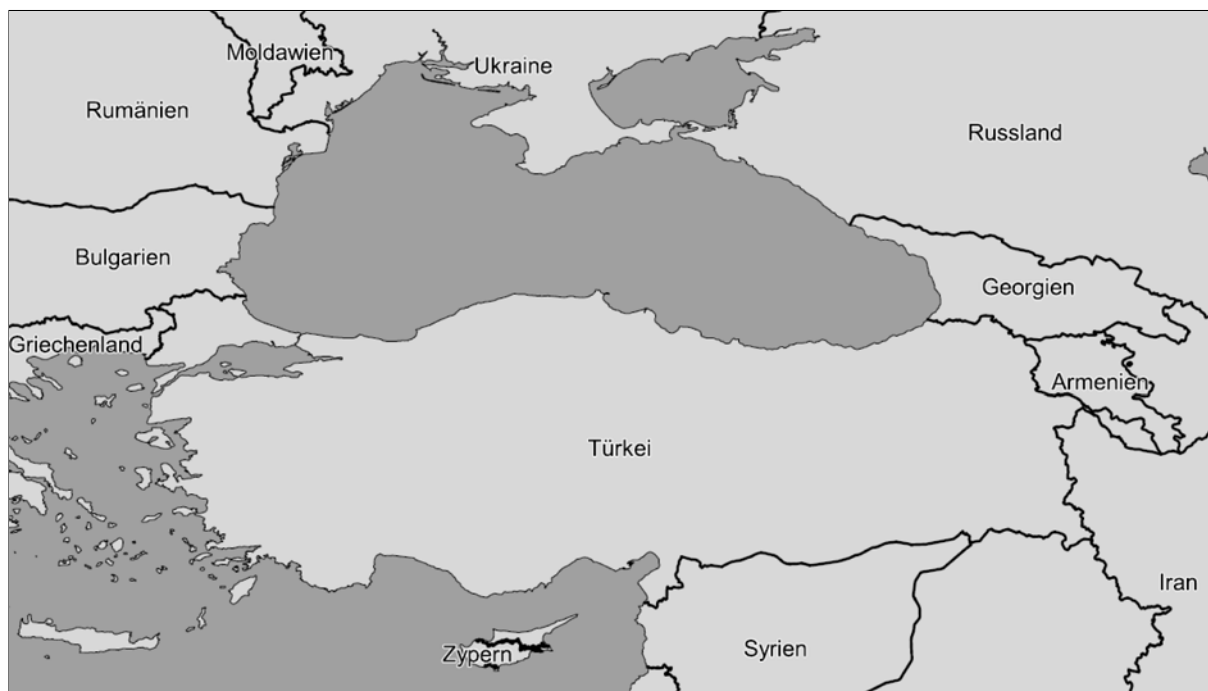 Moldawien
Ukraine
Rumänien
Russland
Bulgarien
Georgien
Griechenland
Armenien
Türkei
Iran
Syrien
Zypern